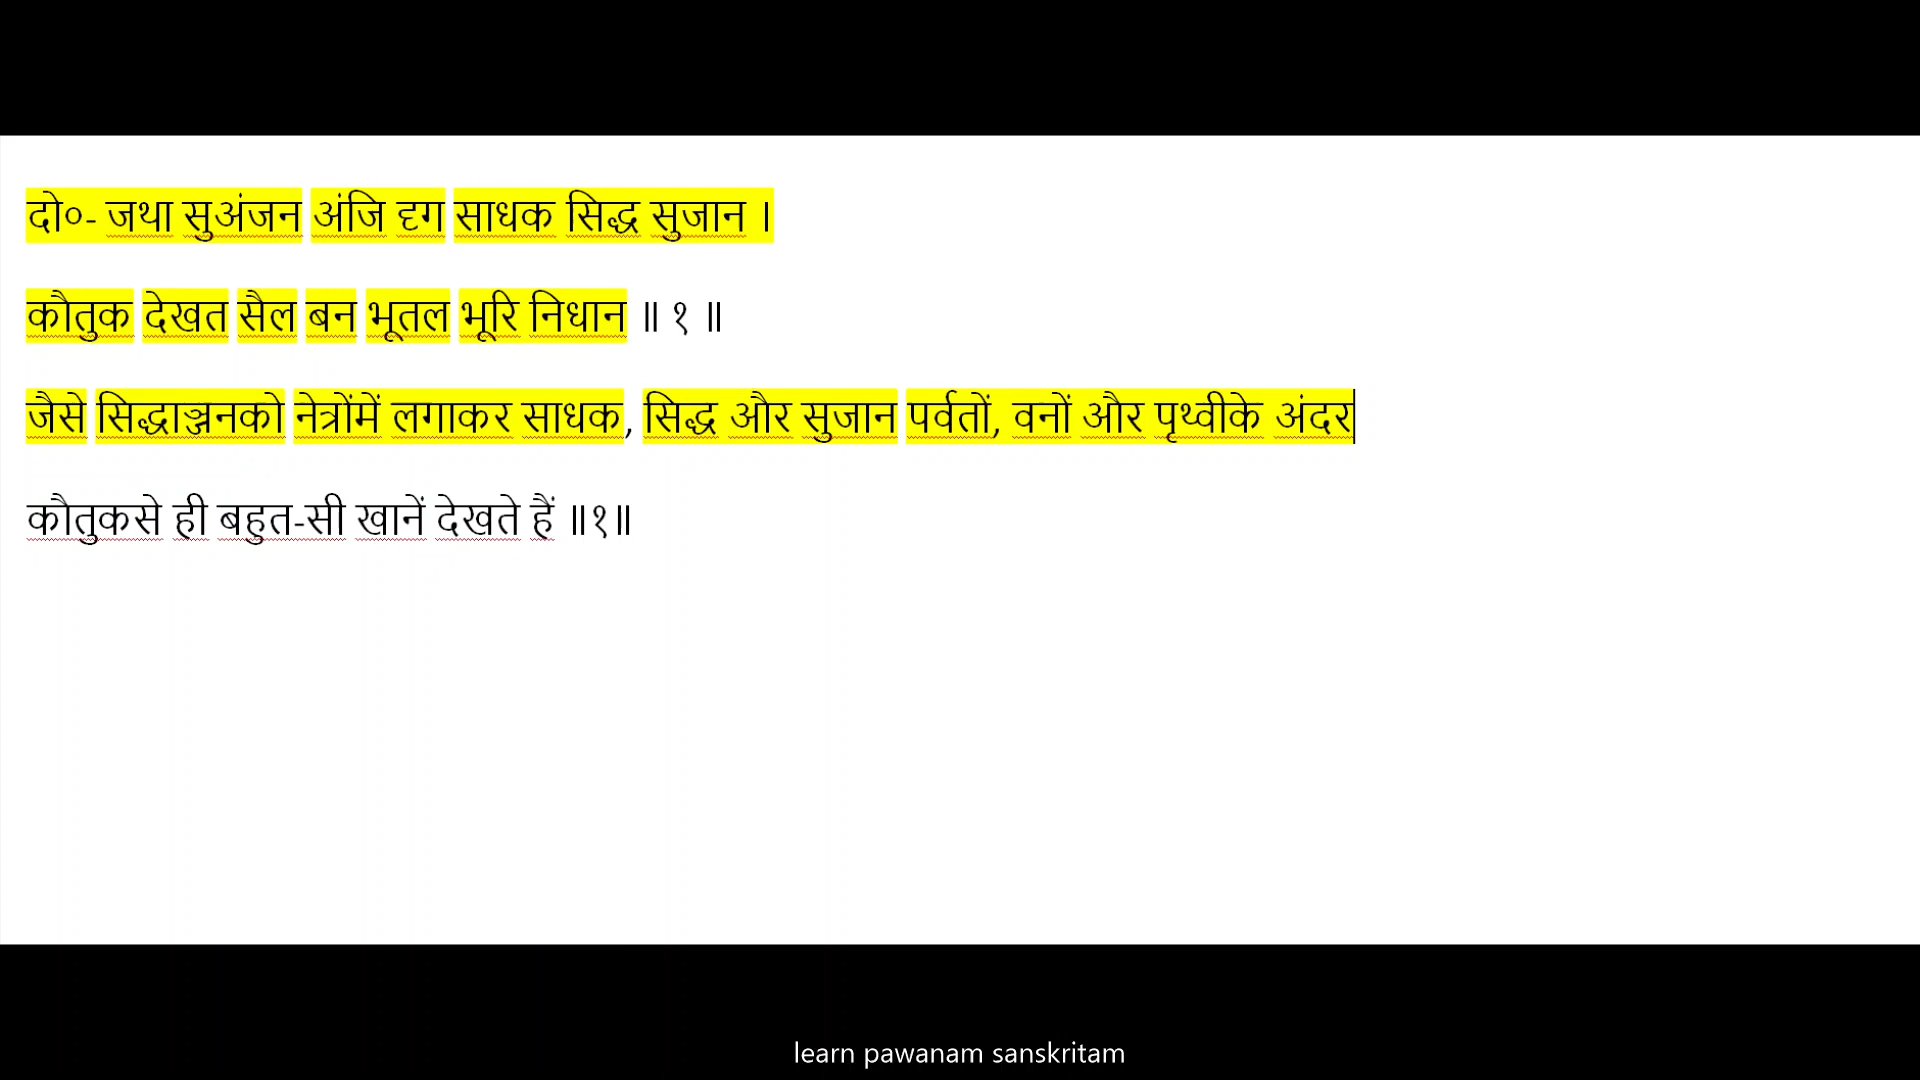 दो०- जथा सुअंजन अंजि दृग साधक सिद्ध सुजान ।
कौतुक देखत सैल बन भूतल भूरि निधान ॥ १ ॥
जैसे सिद्धाञ्जनको नेत्रोंमें लगाकर साधक, सिद्ध और सुजान पर्वतों, वनों और पृथ्वीके अंदर
कौतुकसे ही बहुत-सी खानें देखते हैं ॥१॥
learn pawanam sanskritam